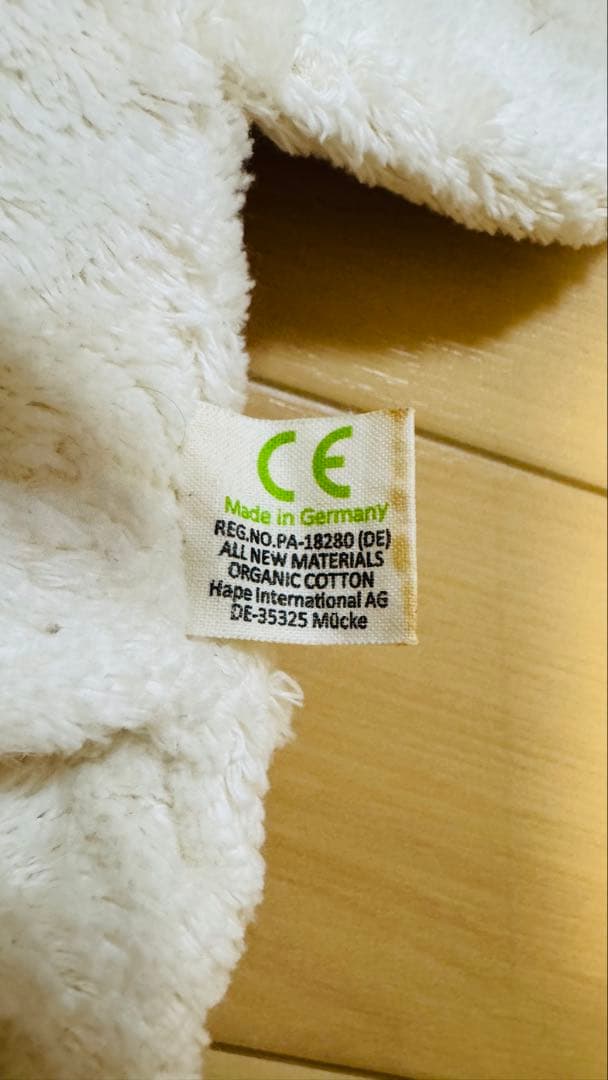 CE
Made in Germany
REG.NO.PA-18280 (DE)
ALL NEW MATERIALS
ORGANIC COTTON
Hape International AG
DE-35325 Mücke